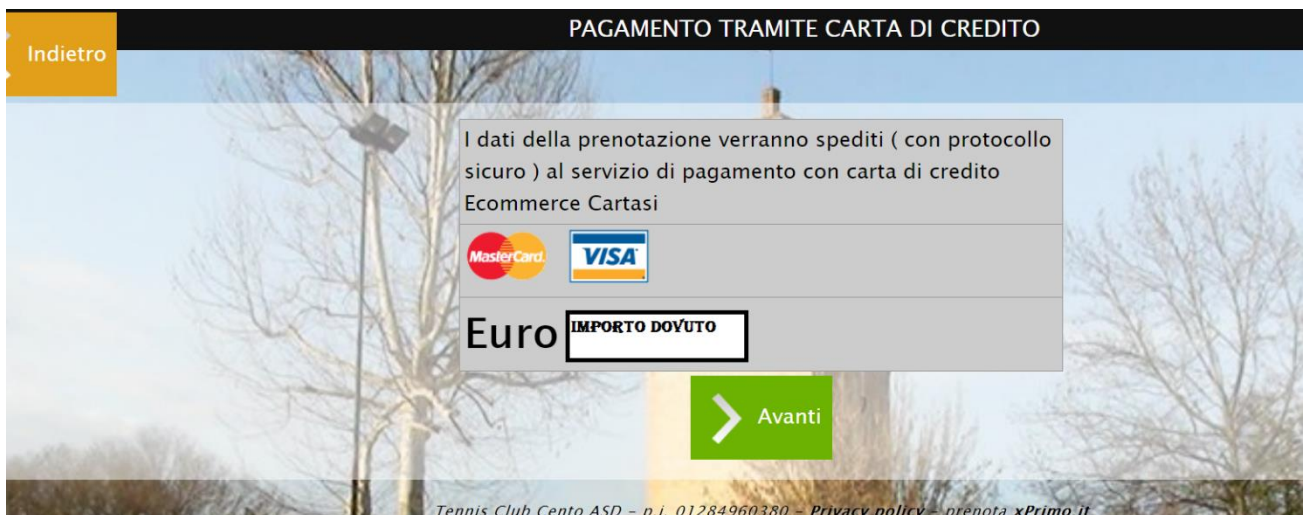 PAGAMENTO TRAMITE CARTA DI CREDITO
Indietro
I dati della prenotazione verranno spediti ( con protocollo
sicuro ) al servizio di pagamento con carta di credito
Ecommerce Cartasi
MasterCard.
VISA
Euro IMPORTO DOVUTO
Avanti
Tennis Club Cento ASD - p.i. 01284960380 - Privacy policy - prenota xPrimo.it